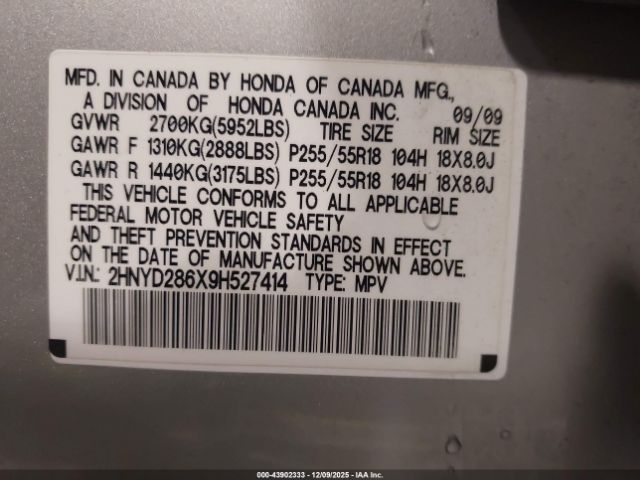 MFD. IN CANADA BY HONDA OF CANADA MFG.,
A DIVISION OF HONDA CANADA INC. 09/09
GVWR 2700KG(5952LBS) TIRE SIZE RIM SIZE
GAWR F 1310KG(2888LBS) P255/55R18 104H 18X8.0J
GAWR R 1440KG(3175LBS) P255/55R18 104H 18X8.0J
THIS VEHICLE CONFORMS TO ALL APPLICABLE
FEDERAL MOTOR VEHICLE SAFETY
AND THEFT PREVENTION STANDARDS IN EFFECT
ON THE DATE OF MANUFACTURE SHOWN ABOVE.
V.I.N.: 2HNYD286X9H527414 TYPE: MPV
000-43902333 - 12/09/2025 - IAA Inc.